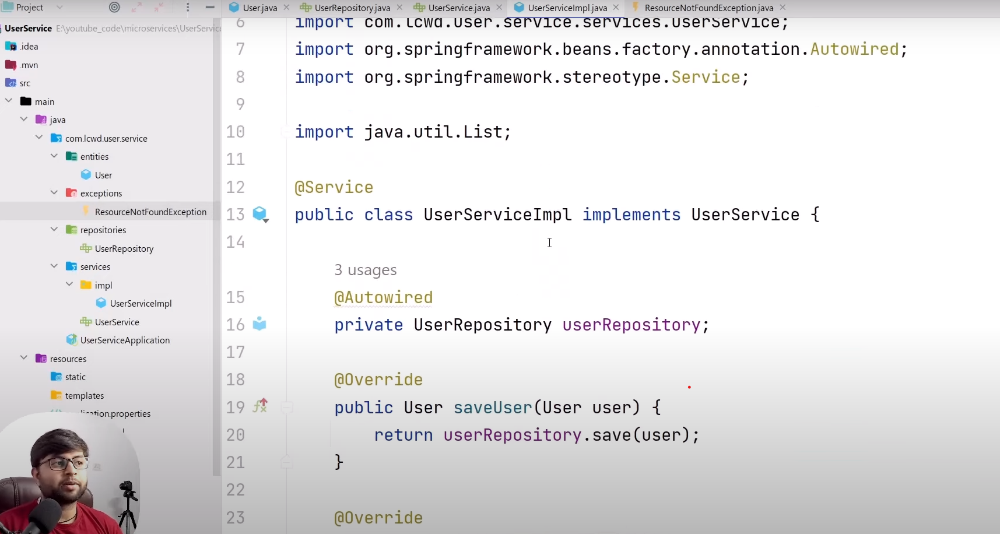 Project
User.java
UserRepository.java
UserService.java
UserServiceImpl.java
ResourceNotFoundException.java
UserService E:\youtube_code\microservices\UserService
.idea
.mvn
src
main
java
com.lcwd.user.service
entities
User
exceptions
ResourceNotFoundException
repositories
UserRepository
services
impl
UserServiceImpl
UserService
UserServiceApplication
resources
static
templates
lication.properties
6 import com.lcwd.user.service.services.UserService;
7 import org.springframework.beans.factory.annotation.Autowired;
8 import org.springframework.stereotype.Service;
9
10 import java.util.List;
11
12 @Service
13 public class UserServiceImpl implements UserService {
14
3 usages
15 @Autowired
16 private UserRepository userRepository;
17
18 @Override
19 public User saveUser(User user) {
20 return userRepository.save(user);
21 }
22
23 @Override